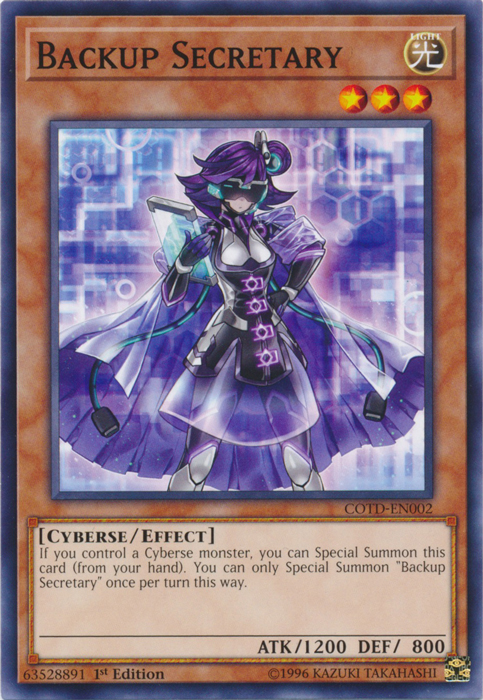 BACKUP SECRETARY
LIGHT
光
COTD-EN002
[CYBERSE/EFFECT]
If you control a Cyberse monster, you can Special Summon this
card (from your hand). You can only Special Summon "Backup
Secretary" once per turn this way.
ATK/1200 DEF/ 800
63528891 1st Edition ©1996 KAZUKI TAKAHASHI